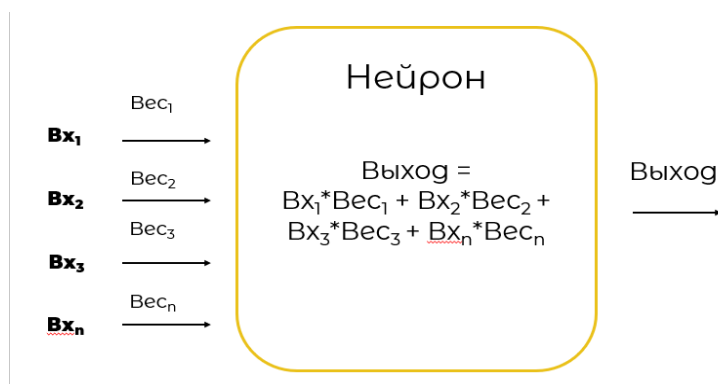 Нейрон
Вес₁
Вх₁
Вес₂
Вх₂
Вес₃
Вх₃
Весₙ
Вхₙ
Выход =
Вх₁*Вес₁ + Вх₂*Вес₂ +
Вх₃*Вес₃ + Вхₙ*Весₙ
Выход